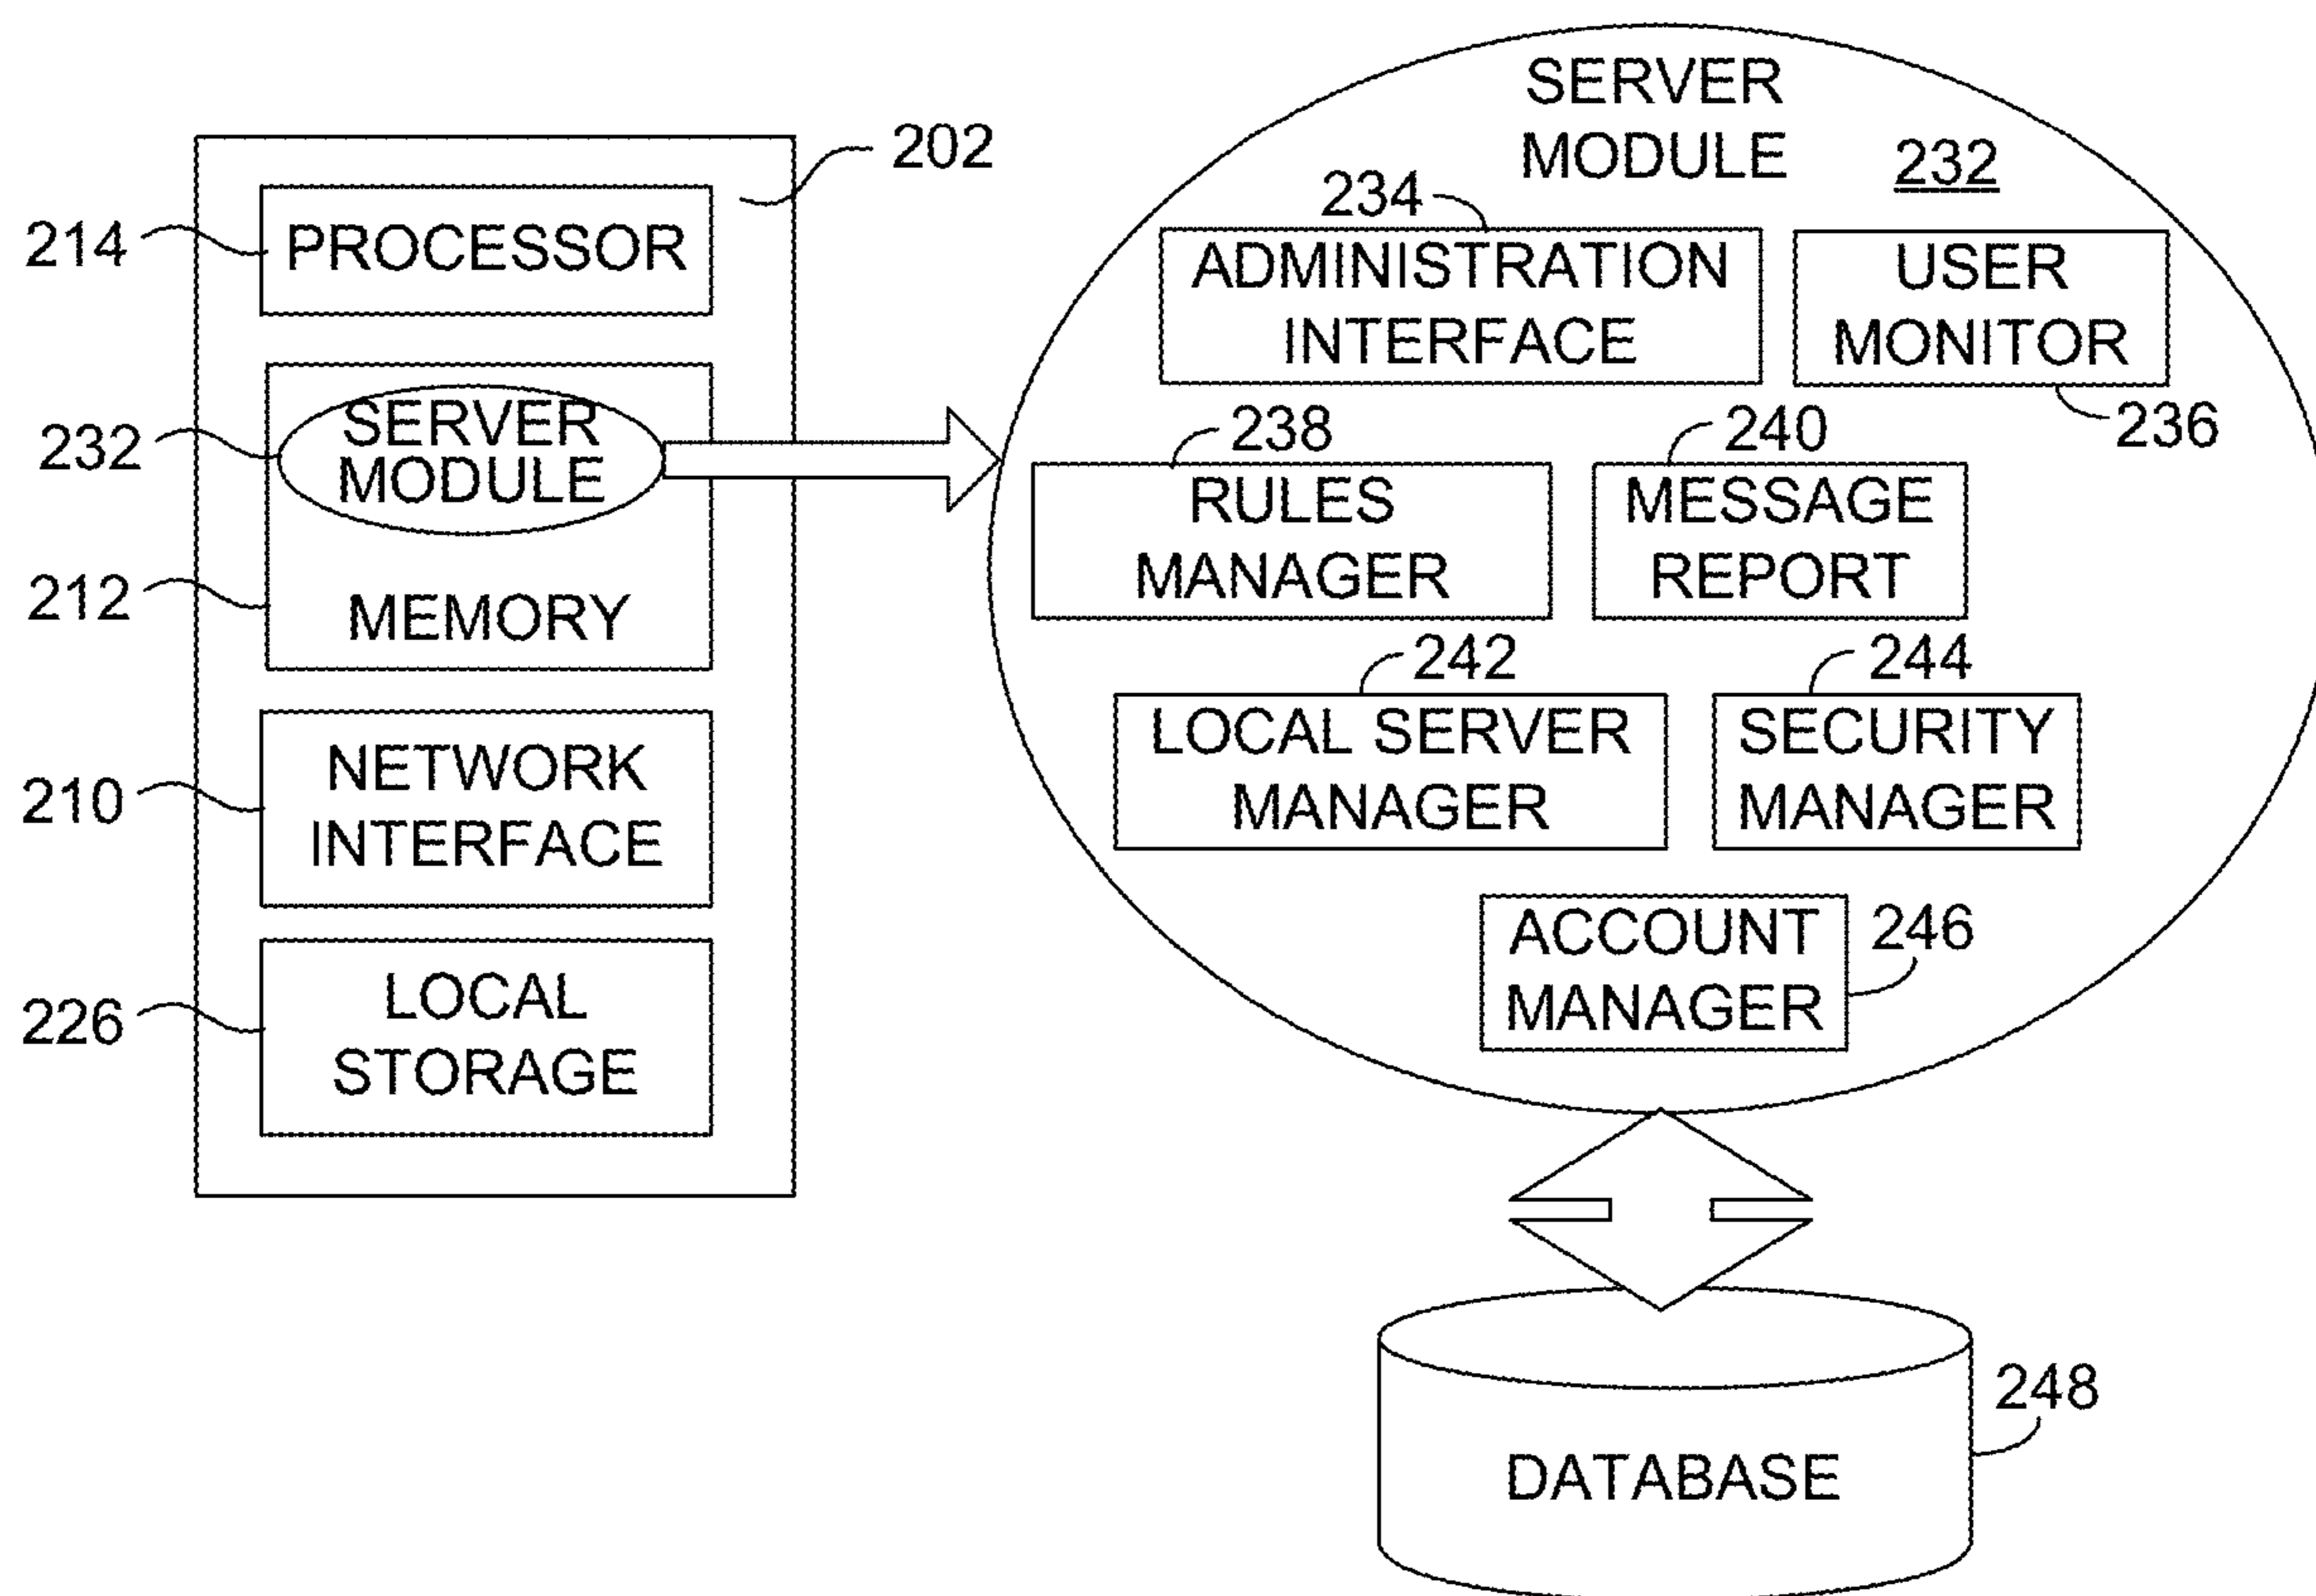 202
214
PROCESSOR
232
SERVER
MODULE
212
MEMORY
210
NETWORK
INTERFACE
226
LOCAL
STORAGE
SERVER
MODULE
232
234
ADMINISTRATION
INTERFACE
USER
MONITOR
236
238
RULES
MANAGER
240
MESSAGE
REPORT
242
LOCAL SERVER
MANAGER
244
SECURITY
MANAGER
ACCOUNT
MANAGER
246
248
DATABASE